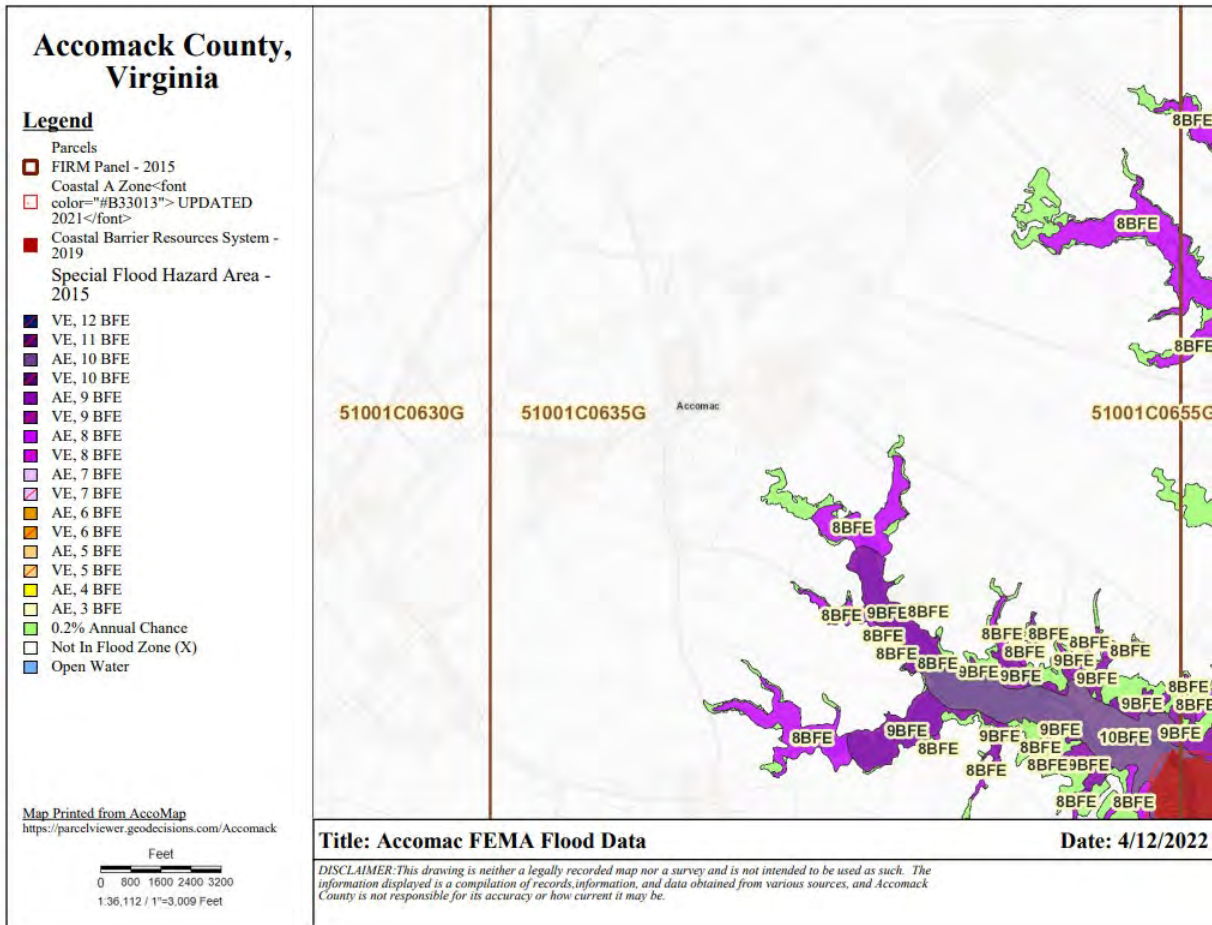 Accomack County,
Virginia
Legend
Parcels
FIRM Panel - 2015
Coastal A Zone<font
color="#B33013"> UPDATED
2021</font>
Coastal Barrier Resources System -
2019
Special Flood Hazard Area -
2015
VE, 12 BFE
VE, 11 BFE
AE, 10 BFE
VE, 10 BFE
AE, 9 BFE
VE, 9 BFE
AE, 8 BFE
VE, 8 BFE
AE, 7 BFE
VE, 7 BFE
AE, 6 BFE
VE, 6 BFE
AE, 5 BFE
VE, 5 BFE
AE, 4 BFE
AE, 3 BFE
0.2% Annual Chance
Not In Flood Zone (X)
Open Water
Map Printed from AccoMap
https://parcelviewer.geodecisions.com/Accomack
Feet
0 800 1600 2400 3200
1:36,112 / 1"=3,009 Feet
8BFE
8BFE
8BFE
51001C0630G
51001C0635G
Accomac
51001C0655G
8BFE
8BFE 9BFE 8BFE
8BFE
8BFE
8BFE
8BFE 8BFE
8BFE
8BFE
8BFE
9BFE
9BFE
9BFE
9BFE
8BFE
9BFE
8BFE
8BFE
9BFE
8BFE
9BFE
9BFE
8BFE
10BFE
9BFE
8BFE
8BFE 9BFE
8BFE
8BFE
Title: Accomac FEMA Flood Data
Date: 4/12/2022
DISCLAIMER:This drawing is neither a legally recorded map nor a survey and is not intended to be used as such. The
information displayed is a compilation of records,information, and data obtained from various sources, and Accomack
County is not responsible for its accuracy or how current it may be.